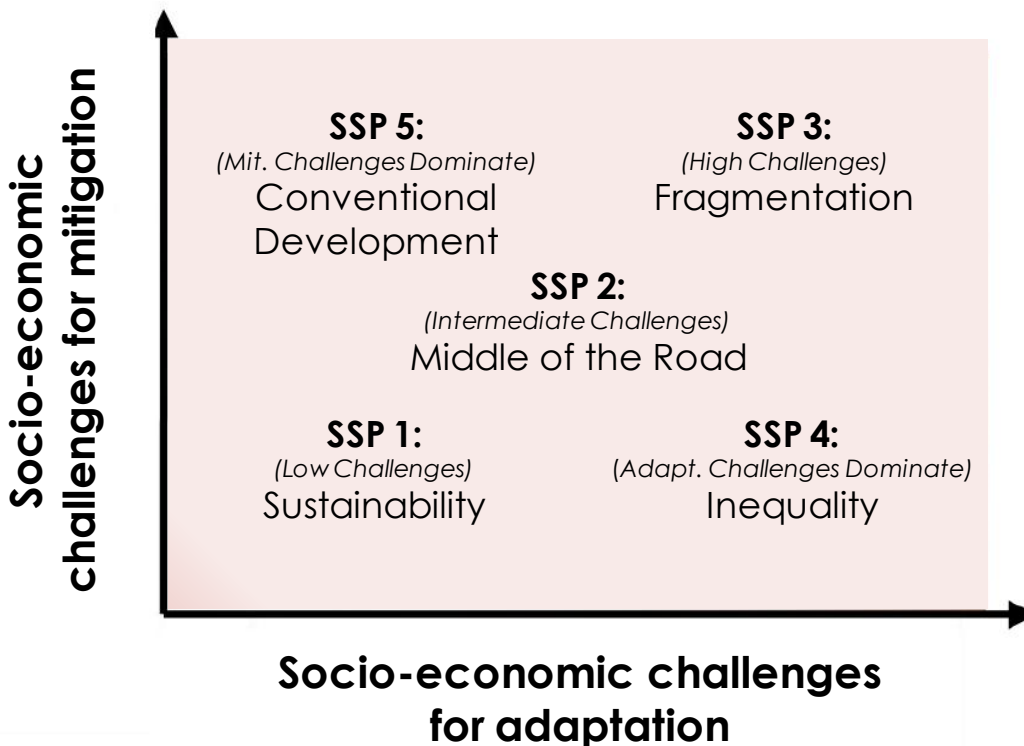 Socio-economic
challenges for mitigation
SSP 5:
(Mit. Challenges Dominate)
Conventional
Development
SSP 3:
(High Challenges)
Fragmentation
SSP 2:
(Intermediate Challenges)
Middle of the Road
SSP 1:
(Low Challenges)
Sustainability
SSP 4:
(Adapt. Challenges Dominate)
Inequality
Socio-economic challenges
for adaptation